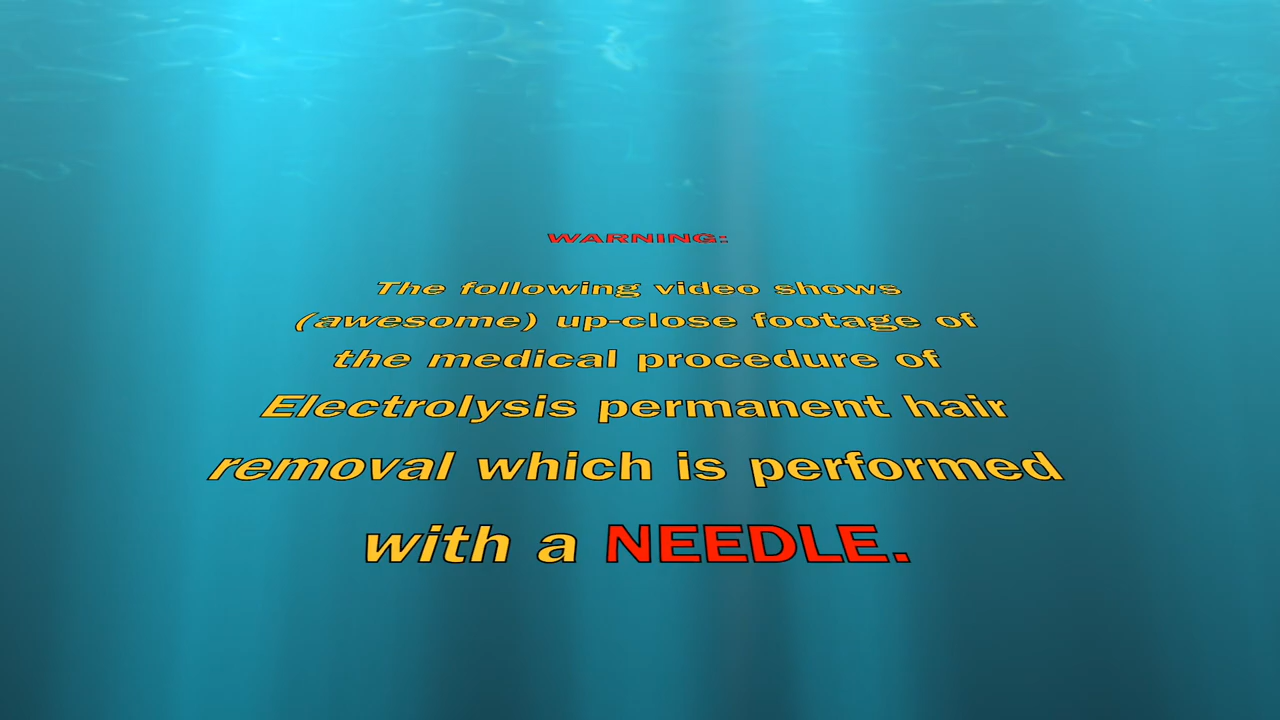 WARNING:
The following video shows
(awesome) up-close footage of
the medical procedure of
Electrolysis permanent hair
removal which is performed
with a NEEDLE.